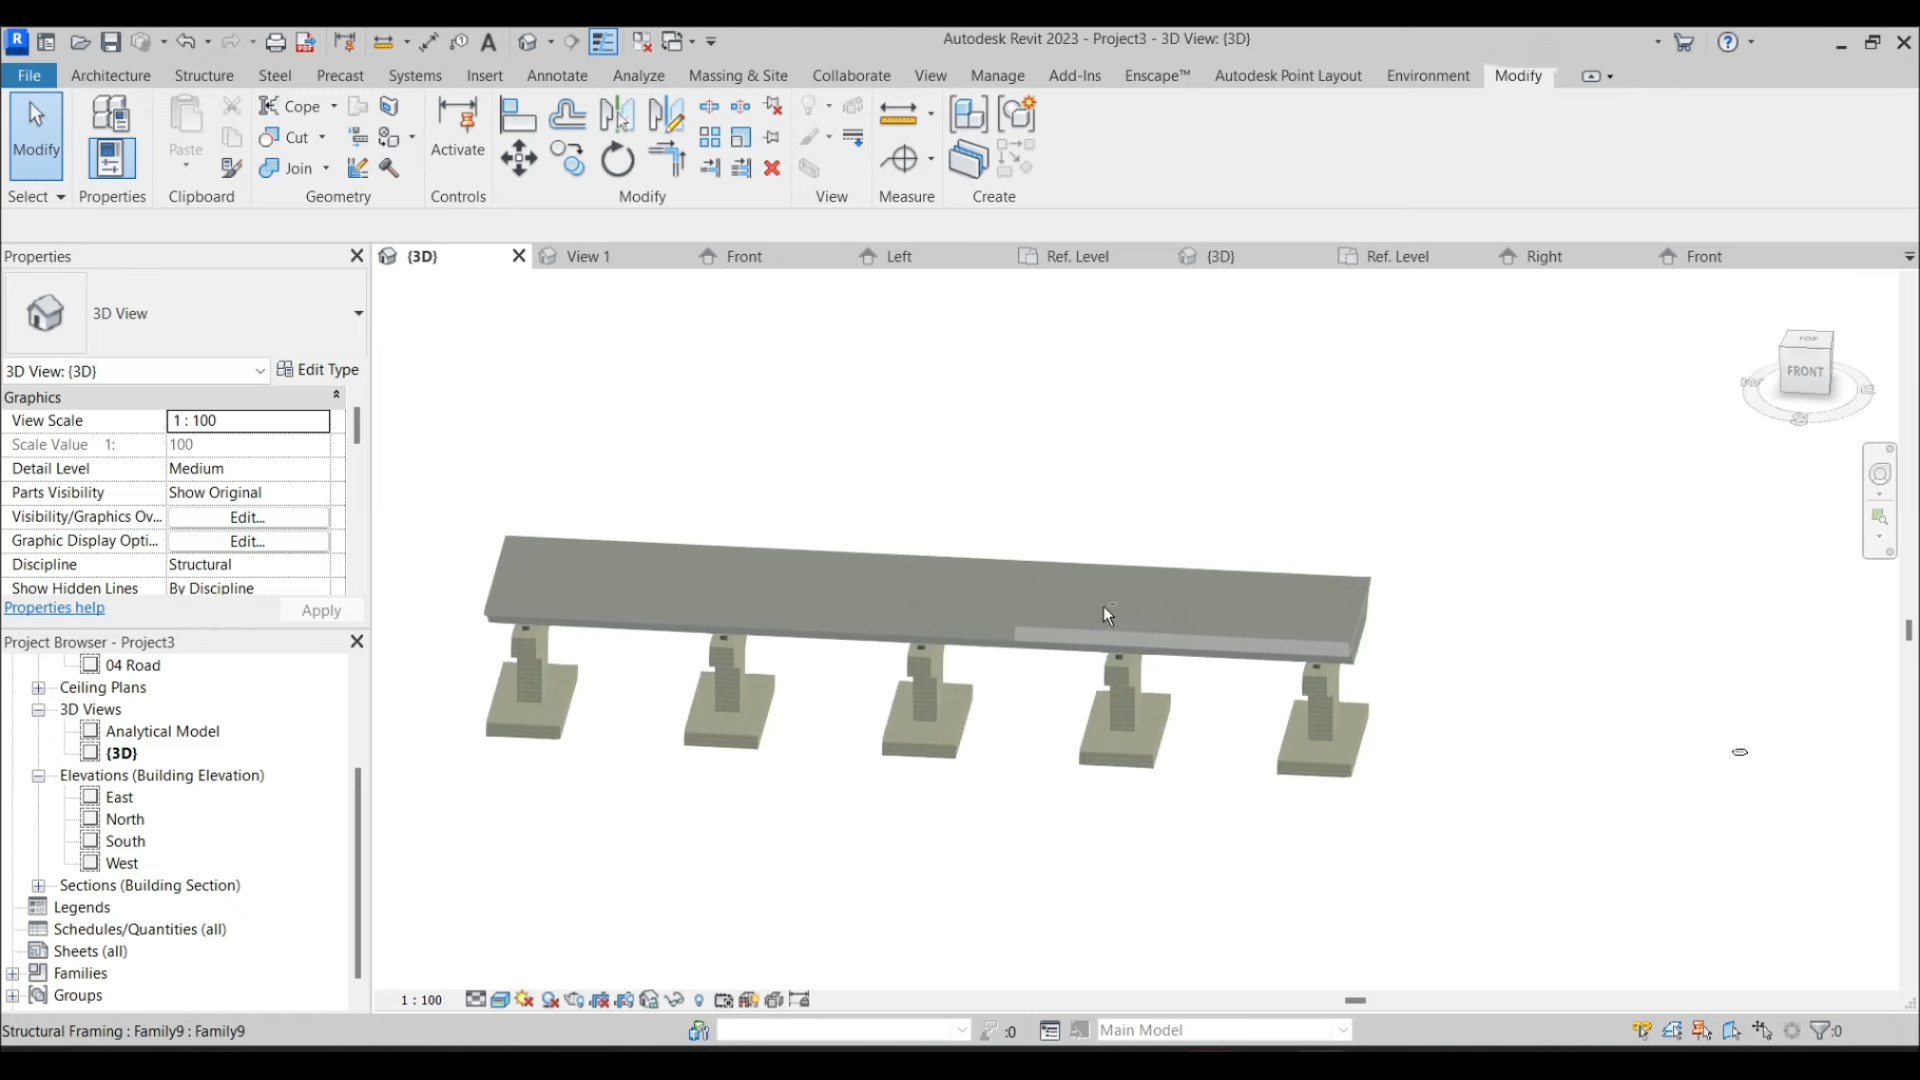 Autodesk Revit 2023 - Project3 - 3D View: {3D}
File Architecture Structure Steel Precast Systems Insert Annotate Analyze Massing & Site Collaborate View Manage Add-Ins Enscape™ Autodesk Point Layout Environment Modify
Modify Paste Cope Cut Join Activate
Select Properties Clipboard Geometry Controls Modify View Measure Create
Properties
{3D} View 1 Front Left Ref. Level {3D} Ref. Level Right Front
3D View
3D View: {3D} Edit Type
Graphics
View Scale 1 : 100
Scale Value 1: 100
Detail Level Medium
Parts Visibility Show Original
Visibility/Graphics Ov... Edit...
Graphic Display Opti... Edit...
Discipline Structural
Show Hidden Lines By Discipline
Properties help Apply
TOP
FRONT
Project Browser - Project3
04 Road
Ceiling Plans
3D Views
Analytical Model
{3D}
Elevations (Building Elevation)
East
North
South
West
Sections (Building Section)
Legends
Schedules/Quantities (all)
Sheets (all)
Families
Groups
1 : 100
Structural Framing : Family9 : Family9 :0 Main Model :0